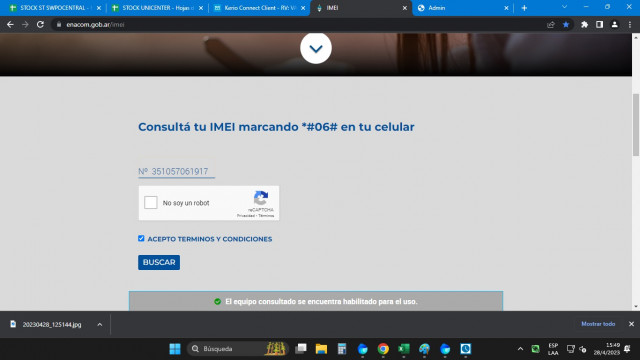 STOCK ST SWPOCENTRAL -
STOCK UNICENTER - Hojas
Kerio Connect Client - RV:
IMEI
Admin
enacom.gob.ar/imei
Consultá tu IMEI marcando *#06# en tu celular
Nº 351057061917
No soy un robot
reCAPTCHA
Privacidad - Términos
ACEPTO TERMINOS Y CONDICIONES
BUSCAR
El equipo consultado se encuentra habilitado para el uso.
20230428_125144.jpg
Mostrar todo
Búsqueda
ESP
LAA
15:49
28/4/2023